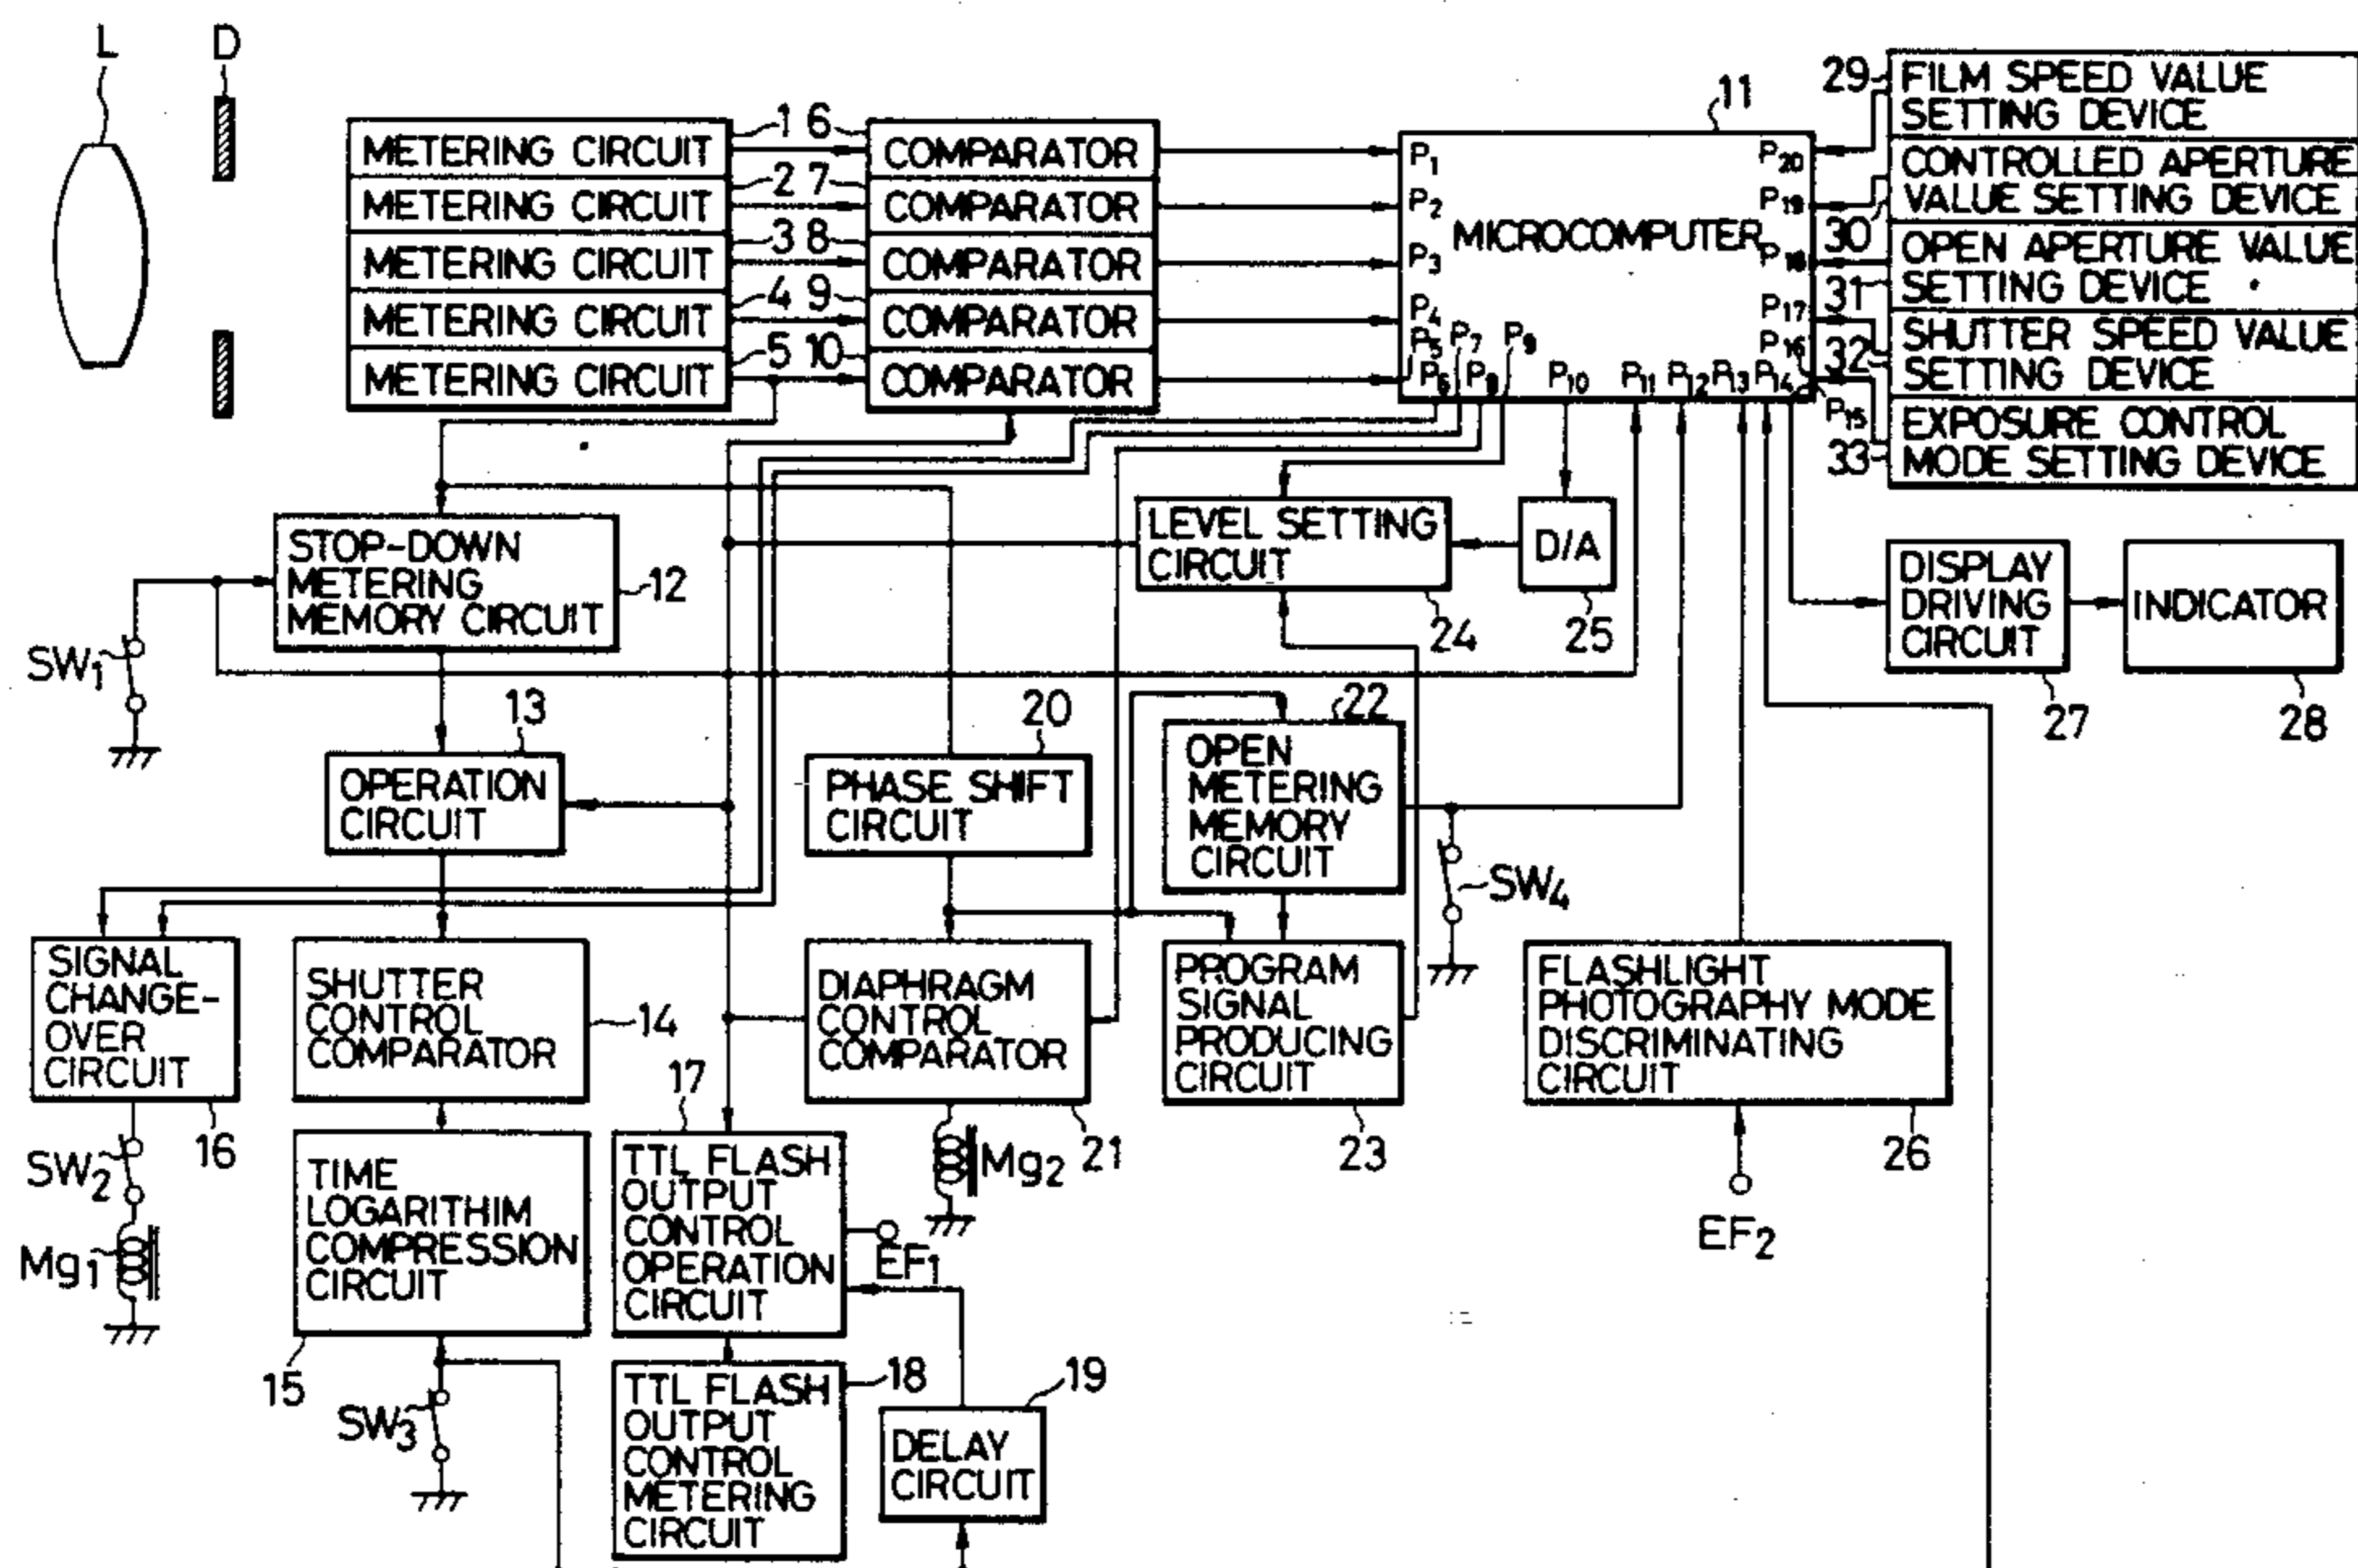 L
D
METERING CIRCUIT
METERING CIRCUIT
METERING CIRCUIT
METERING CIRCUIT
METERING CIRCUIT
1 6
2 7
3 8
4 9
5 10
COMPARATOR
COMPARATOR
COMPARATOR
COMPARATOR
COMPARATOR
11
MICROCOMPUTER
P1
P2
P3
P4
P5
P6
P7
P8
P9
P10
P11
P12
P13
P14
P15
P16
P17
P18
P19
P20
29
FILM SPEED VALUE
SETTING DEVICE
30
CONTROLLED APERTURE
VALUE SETTING DEVICE
31
OPEN APERTURE VALUE
SETTING DEVICE
32
SHUTTER SPEED VALUE
SETTING DEVICE
33
EXPOSURE CONTROL
MODE SETTING DEVICE
STOP-DOWN
METERING
MEMORY CIRCUIT
12
SW1
LEVEL SETTING
CIRCUIT
24
D/A
25
DISPLAY
DRIVING
CIRCUIT
27
INDICATOR
28
13
OPERATION
CIRCUIT
20
PHASE SHIFT
CIRCUIT
22
OPEN
METERING
MEMORY
CIRCUIT
SW4
SIGNAL
CHANGE-
OVER
CIRCUIT
16
SW2
Mg1
SHUTTER
CONTROL
COMPARATOR
14
TIME
LOGARITHIM
COMPRESSION
CIRCUIT
15
SW3
17
TTL FLASH
OUTPUT
CONTROL
OPERATION
CIRCUIT
EF1
TTL FLASH
OUTPUT
CONTROL
METERING
CIRCUIT
18
19
DELAY
CIRCUIT
DIAPHRAGM
CONTROL
COMPARATOR
21
Mg2
PROGRAM
SIGNAL
PRODUCING
CIRCUIT
23
FLASHLIGHT
PHOTOGRAPHY MODE
DISCRIMINATING
CIRCUIT
26
EF2